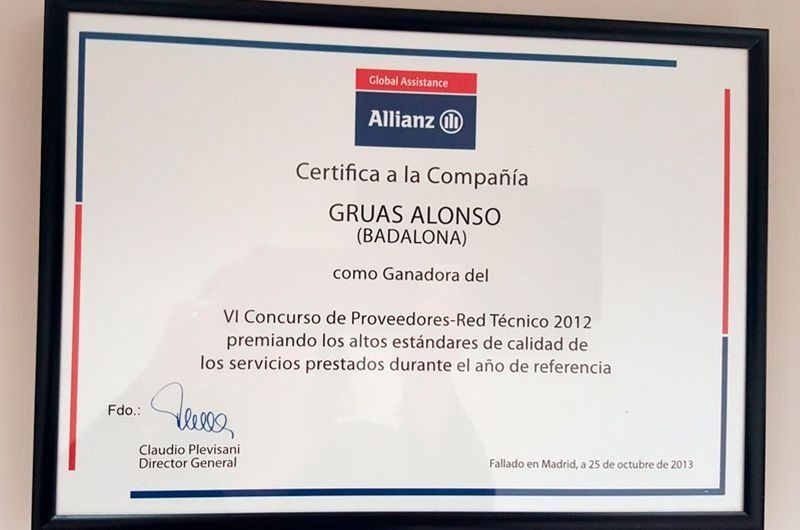 Global Assistance
Allianz
Certifica a la Compañía
GRUAS ALONSO
(BADALONA)
como Ganadora del
VI Concurso de Proveedores-Red Técnico 2012
premiando los altos estándares de calidad de
los servicios prestados durante el año de referencia
Fdo.:
Claudio Plevisani
Director General
Fallado en Madrid, a 25 de octubre de 2013